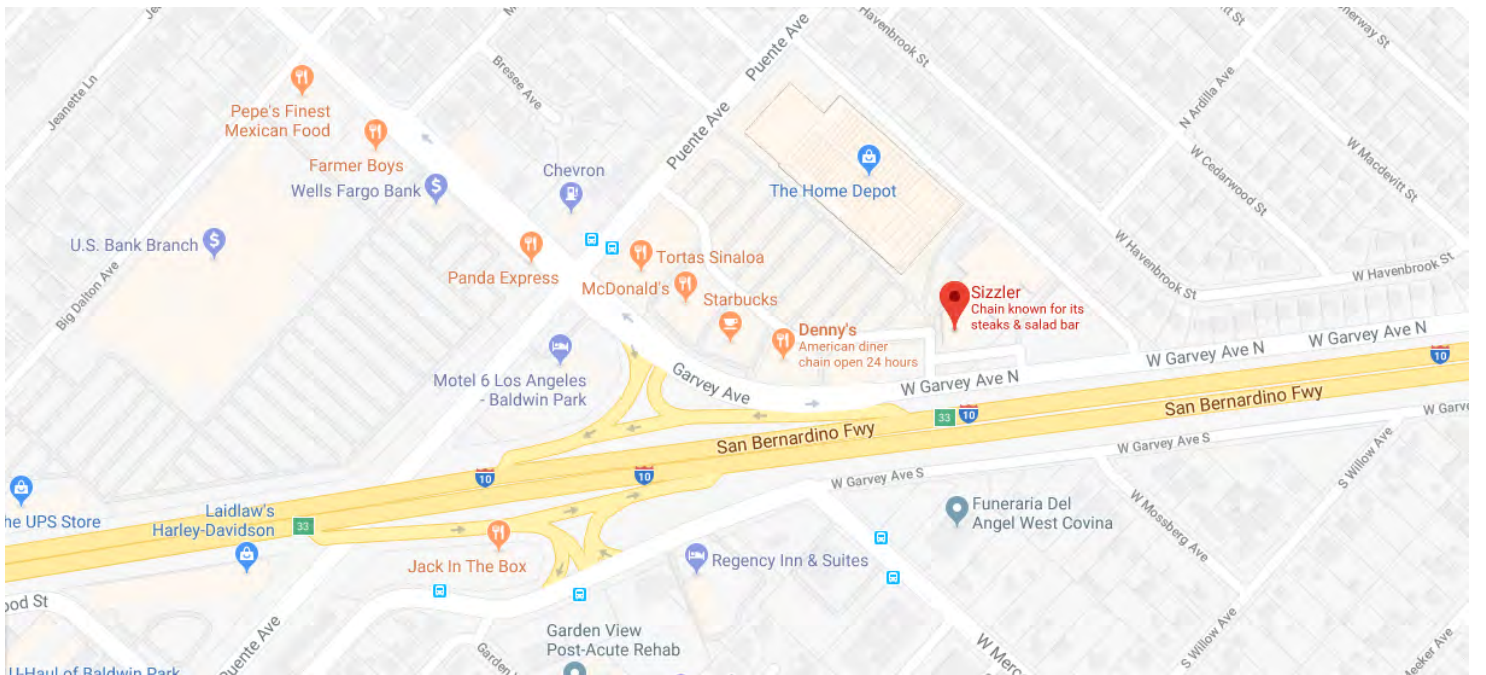 Puente Ave
Havenbrook St
N Ardilla Ave
Jeanette Ln
Bresee Ave
Pepe's Finest
Mexican Food
Farmer Boys
Wells Fargo Bank
Chevron
Puente Ave
The Home Depot
W Cedarwood St
W Macdevitt St
U.S. Bank Branch
Big Dalton Ave
Panda Express
Tortas Sinaloa
McDonald's
Starbucks
Denny's
American diner
chain open 24 hours
Sizzler
Chain known for its
steaks & salad bar
W Havenbrook St
W Havenbrook St
Motel 6 Los Angeles
- Baldwin Park
Garvey Ave
W Garvey Ave N
W Garvey Ave N
W Garvey Ave N
10
33
10
San Bernardino Fwy
San Bernardino Fwy
W Garvey Ave S
W Garvey Ave S
10
10
he UPS Store
Laidlaw's
Harley-Davidson
33
Jack In The Box
Regency Inn & Suites
Funeraria Del
Angel West Covina
W Mossberg Ave
S Willow Ave
S Willow Ave
ood St
uente Ave
Garden View
Post-Acute Rehab
Garden
W Merc
eeker Ave
U-Haul of Baldwin Park